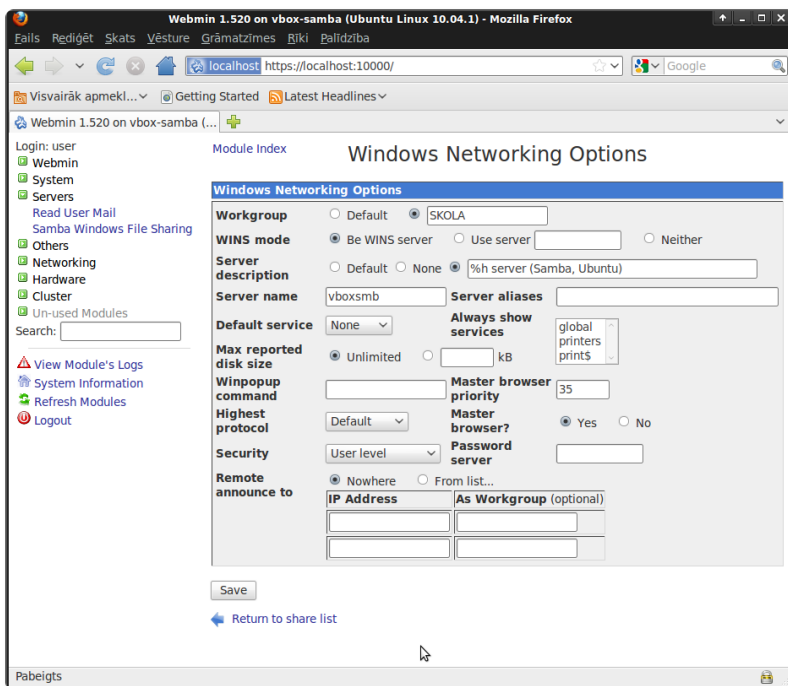 Webmin 1.520 on vbox-samba (Ubuntu Linux 10.04.1) - Mozilla Firefox
Fails Rediģēt Skats Vēsture Grāmatzīmes Rīki Palīdzība
localhost https://localhost:10000/ Google
Visvairāk apmekl... Getting Started Latest Headlines
Webmin 1.520 on vbox-samba (...
Login: user
Webmin
System
Servers
Read User Mail
Samba Windows File Sharing
Others
Networking
Hardware
Cluster
Un-used Modules
Search:
View Module's Logs
System Information
Refresh Modules
Logout
Module Index
Windows Networking Options
Windows Networking Options
Workgroup Default SKOLA
WINS mode Be WINS server Use server Neither
Server description Default None %h server (Samba, Ubuntu)
Server name vboxsmb Server aliases
Default service None Always show services global printers print$
Max reported disk size Unlimited kB
Winpopup command Master browser priority 35
Highest protocol Default Master browser? Yes No
Security User level Password server
Remote announce to Nowhere From list...
IP Address As Workgroup (optional)
Save
Return to share list
Pabeigts